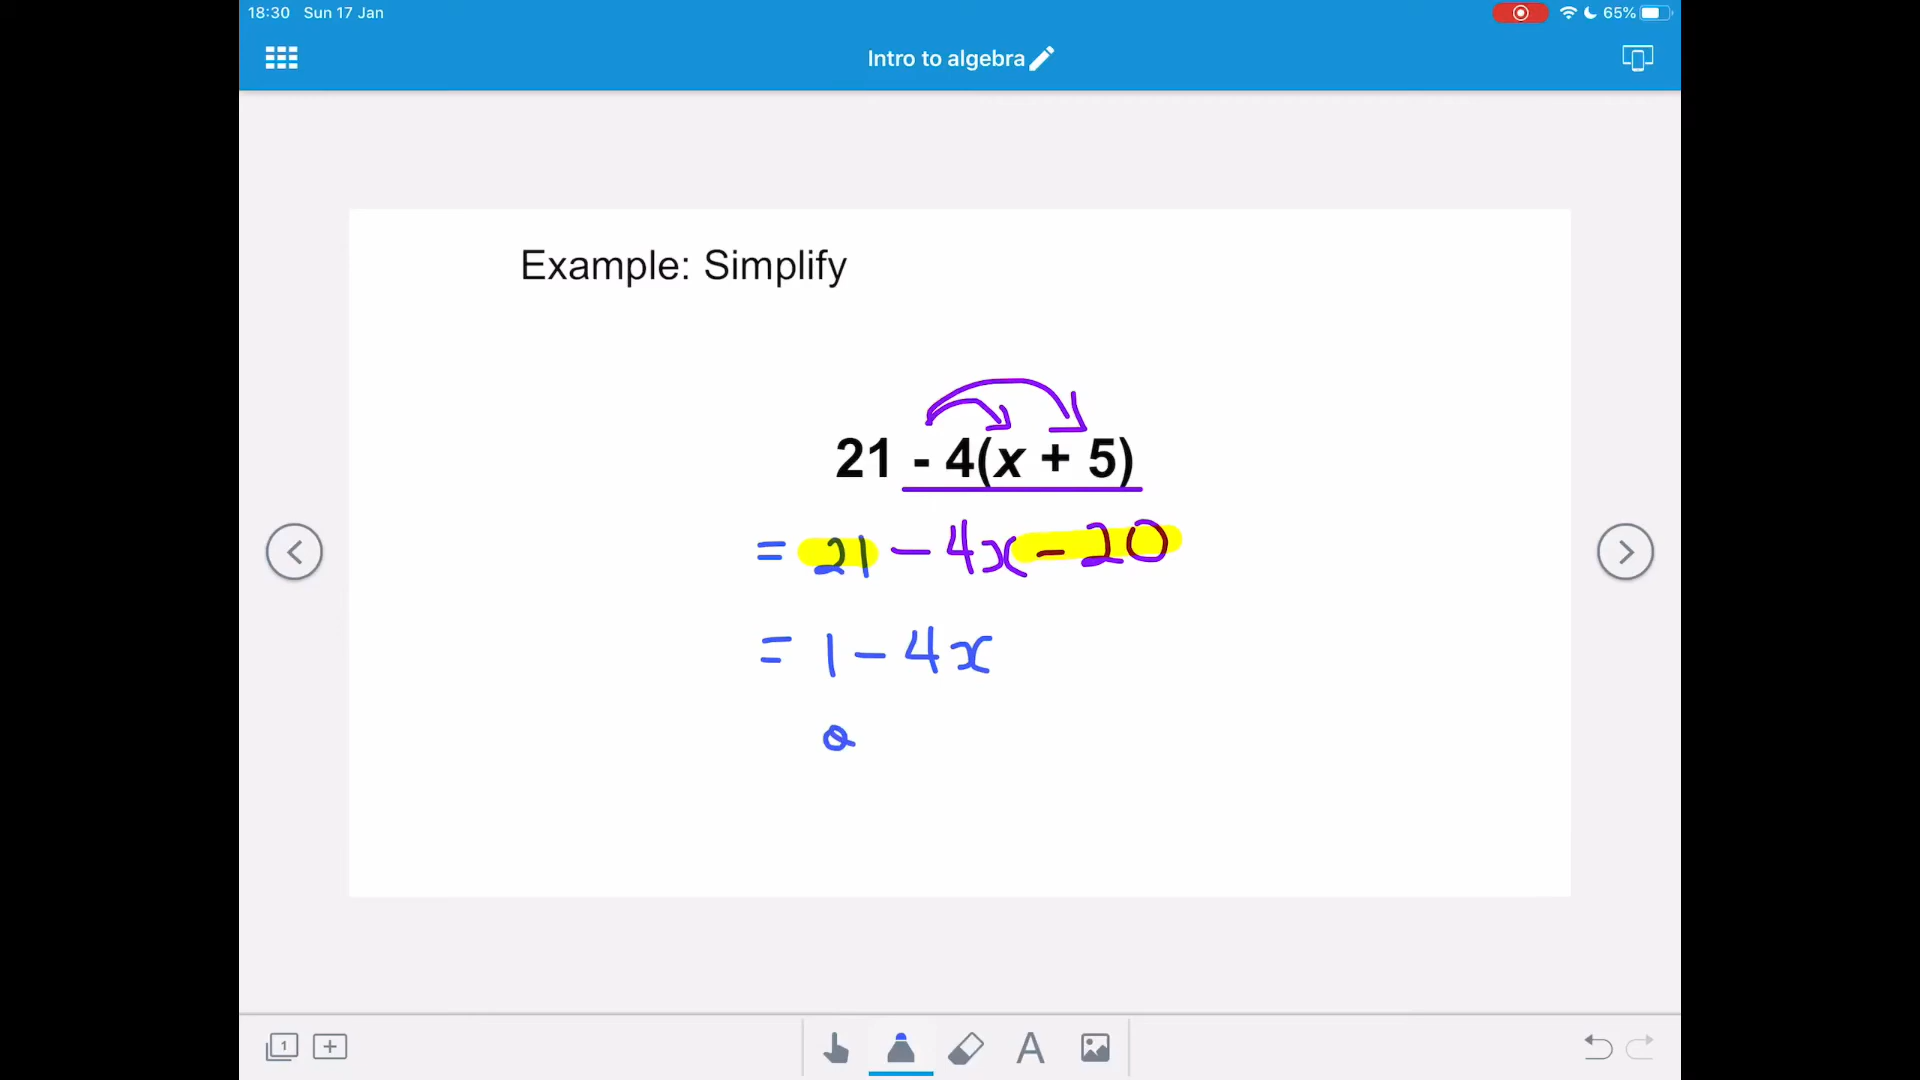 18:30 Sun 17 Jan 65%
Intro to algebra
Example: Simplify
21 - 4(x + 5)
= 21 - 4x - 20
= 1 - 4x
1
A